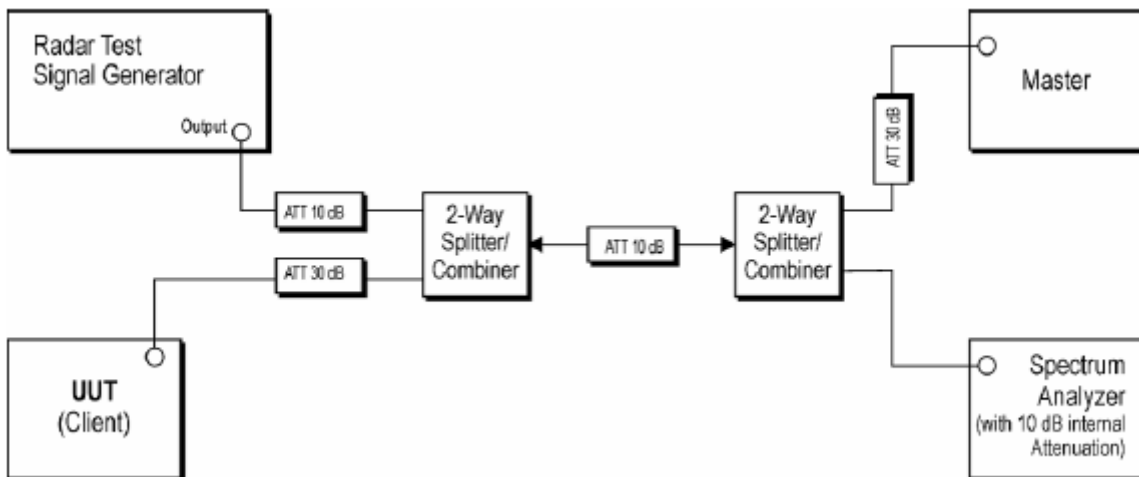 Radar Test
Signal Generator
Output
ATT 10 dB
ATT 30 dB
UUT
(Client)
2-Way
Splitter/
Combiner
ATT 10 dB
2-Way
Splitter/
Combiner
ATT 30 dB
Master
Spectrum
Analyzer
(with 10 dB internal
Attenuation)